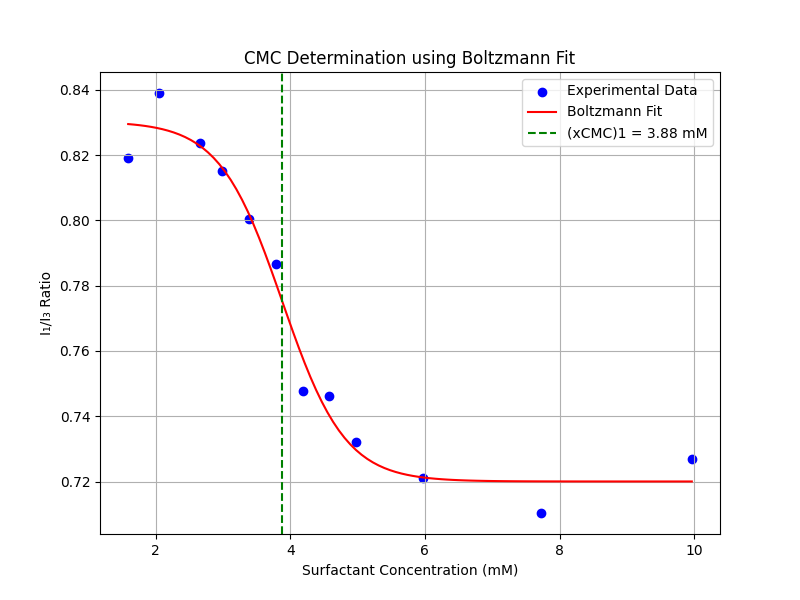 CMC Determination using Boltzmann Fit
Experimental Data
Boltzmann Fit
(xCMC)1 = 3.88 mM
0.84
0.82
0.80
0.78
0.76
0.74
0.72
I₁/I₃ Ratio
2 4 6 8 10
Surfactant Concentration (mM)